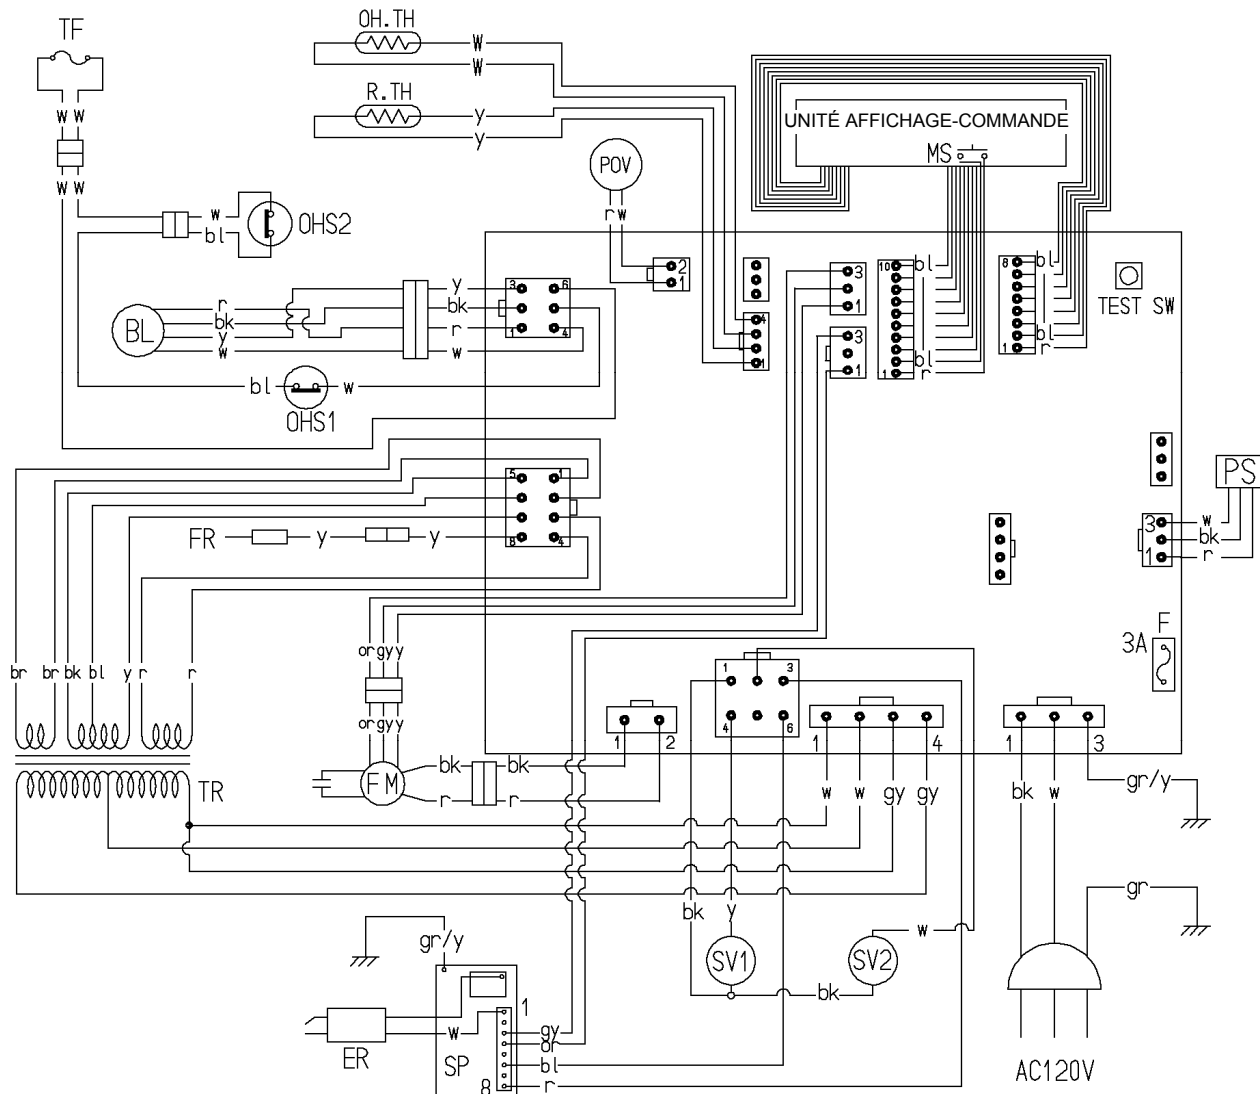 TF
OH.TH
W
W
R.TH
y
y
UNITÉ AFFICHAGE-COMMANDE
MS
POV
r w
W W
W W
w
bl
OHS2
2
1
3
1
10
bl
8
bl
TEST SW
y
bk
r
w
3
6
1
4
r
bk
y
w
BL
4
1
3
1
bl
r
1
bl
r
1
bl
w
OHS1
5
1
8
4
FR
y
y
PS
3
1
w
bk
r
F
3A
br
br
bk
bl
y
r
r
or
gy
y
or
gy
y
1
3
4
6
1
2
1
4
1
3
TR
FM
bk
bk
r
r
w
w
gy
gy
bk
w
gr/y
bk
y
w
gr
gr/y
SV1
SV2
bk
1
w
gy
or
bl
r
ER
SP
8
AC120V